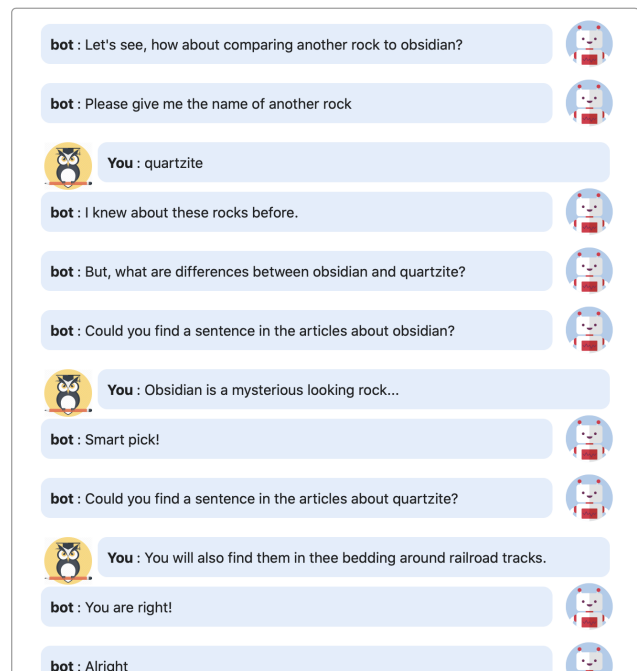 bot : Let's see, how about comparing another rock to obsidian?
bot : Please give me the name of another rock
You : quartzite
bot : I knew about these rocks before.
bot : But, what are differences between obsidian and quartzite?
bot : Could you find a sentence in the articles about obsidian?
You : Obsidian is a mysterious looking rock...
bot : Smart pick!
bot : Could you find a sentence in the articles about quartzite?
You : You will also find them in thee bedding around railroad tracks.
bot : You are right!
bot : Alright